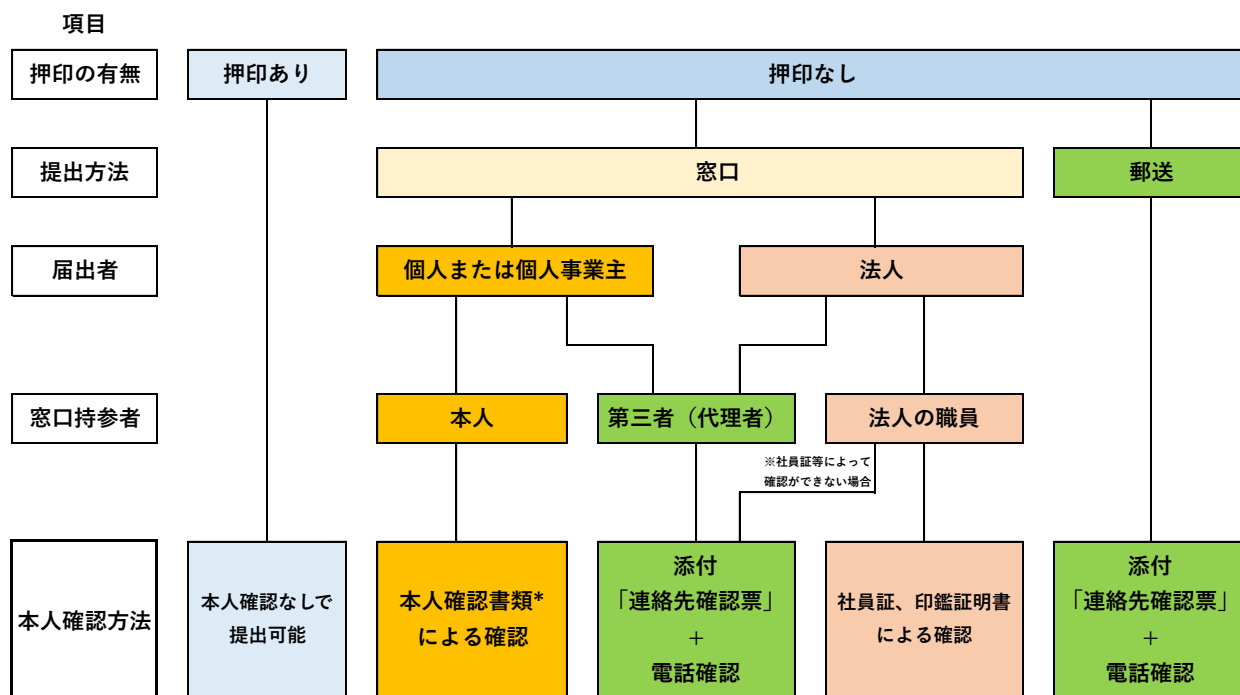 項目
押印の有無
押印あり
押印なし
提出方法
窓口
郵送
届出者
個人または個人事業主
法人
窓口持参者
本人
第三者（代理者）
法人の職員
※社員証等によって
確認ができない場合
本人確認方法
本人確認なしで
提出可能
本人確認書類*
による確認
添付
「連絡先確認票」
+
電話確認
社員証、印鑑証明書
による確認
添付
「連絡先確認票」
+
電話確認